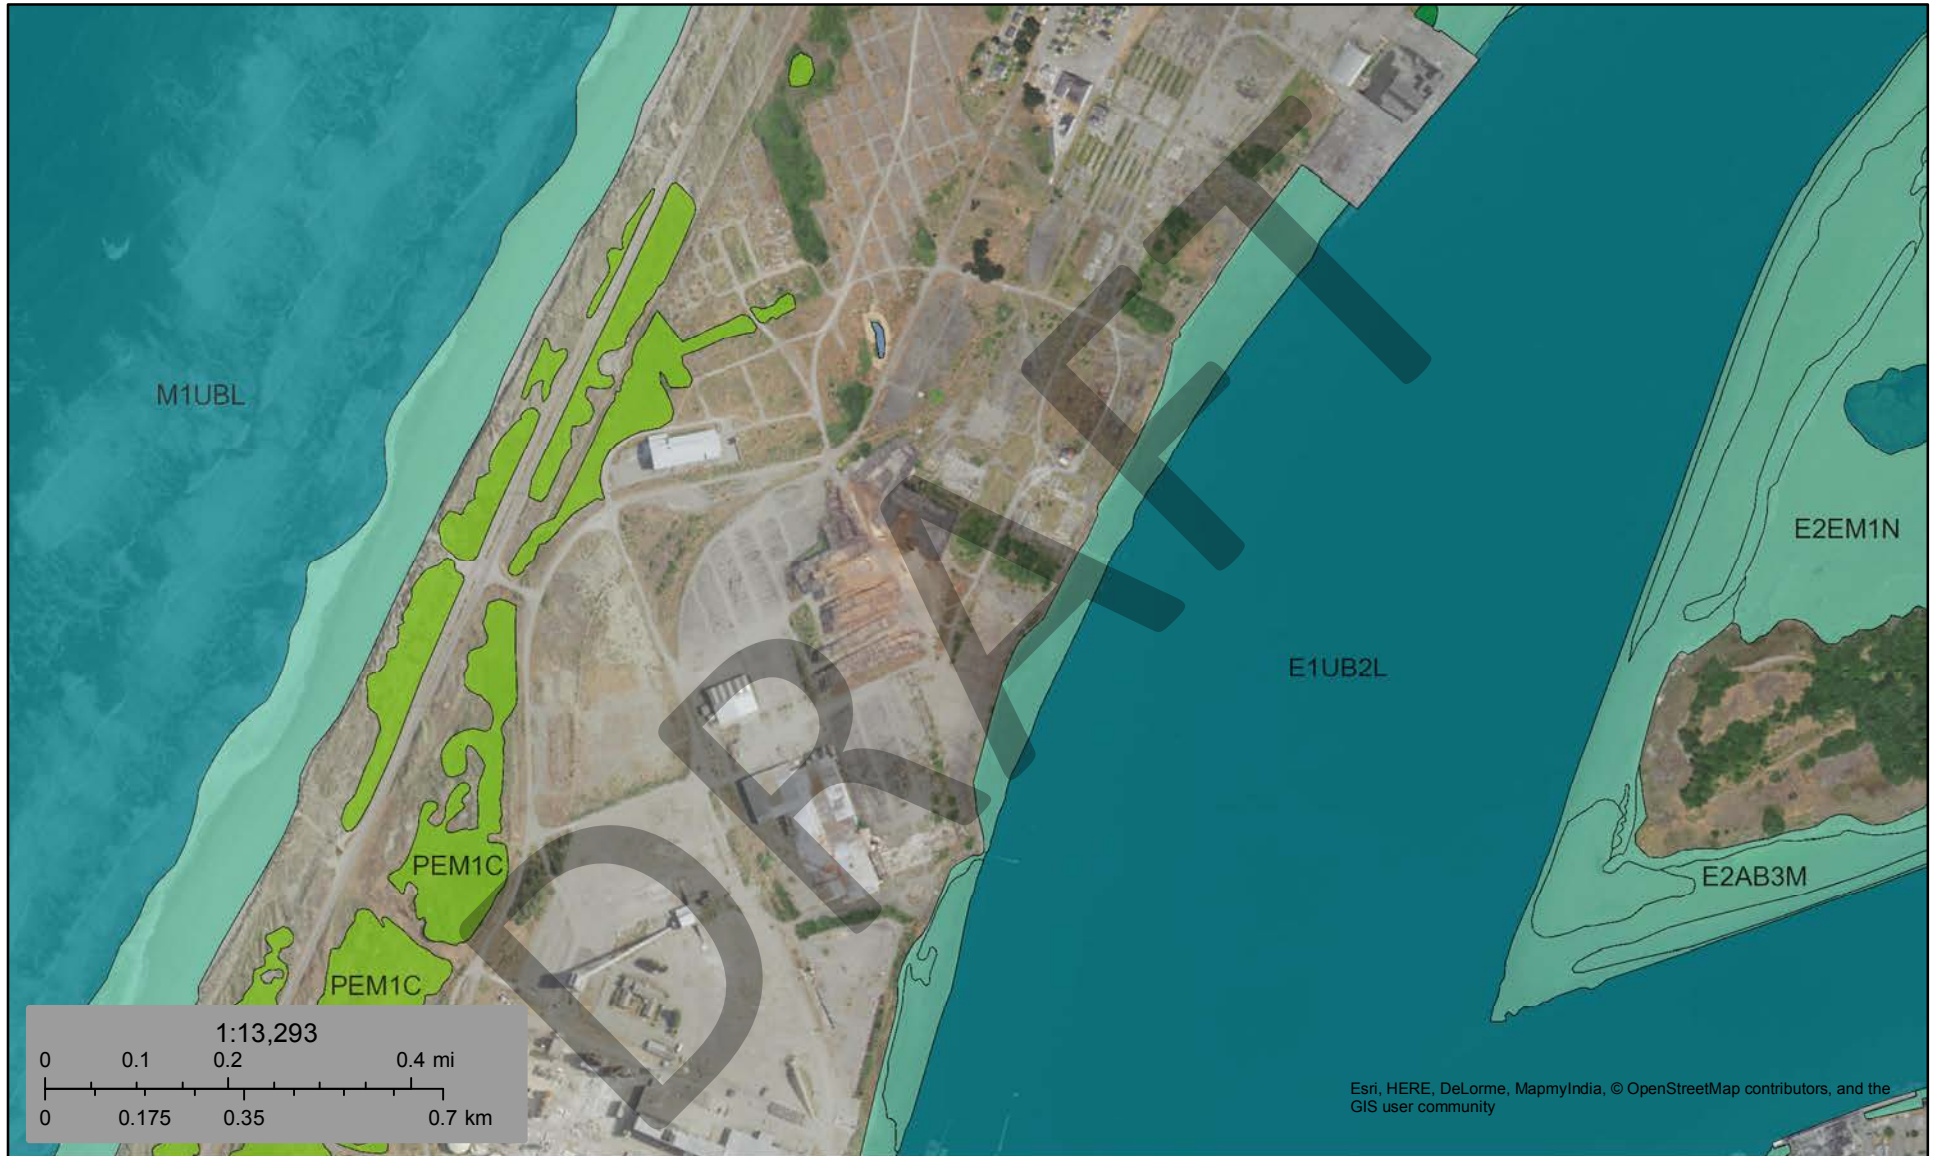 M1UBL
E2EM1N
E1UB2L
PEM1C
E2AB3M
PEM1C
1:13,293
0 0.1 0.2 0.4 mi
0 0.175 0.35 0.7 km
Esri, HERE, DeLorme, MapmyIndia, © OpenStreetMap contributors, and the
GIS user community
DRAFT